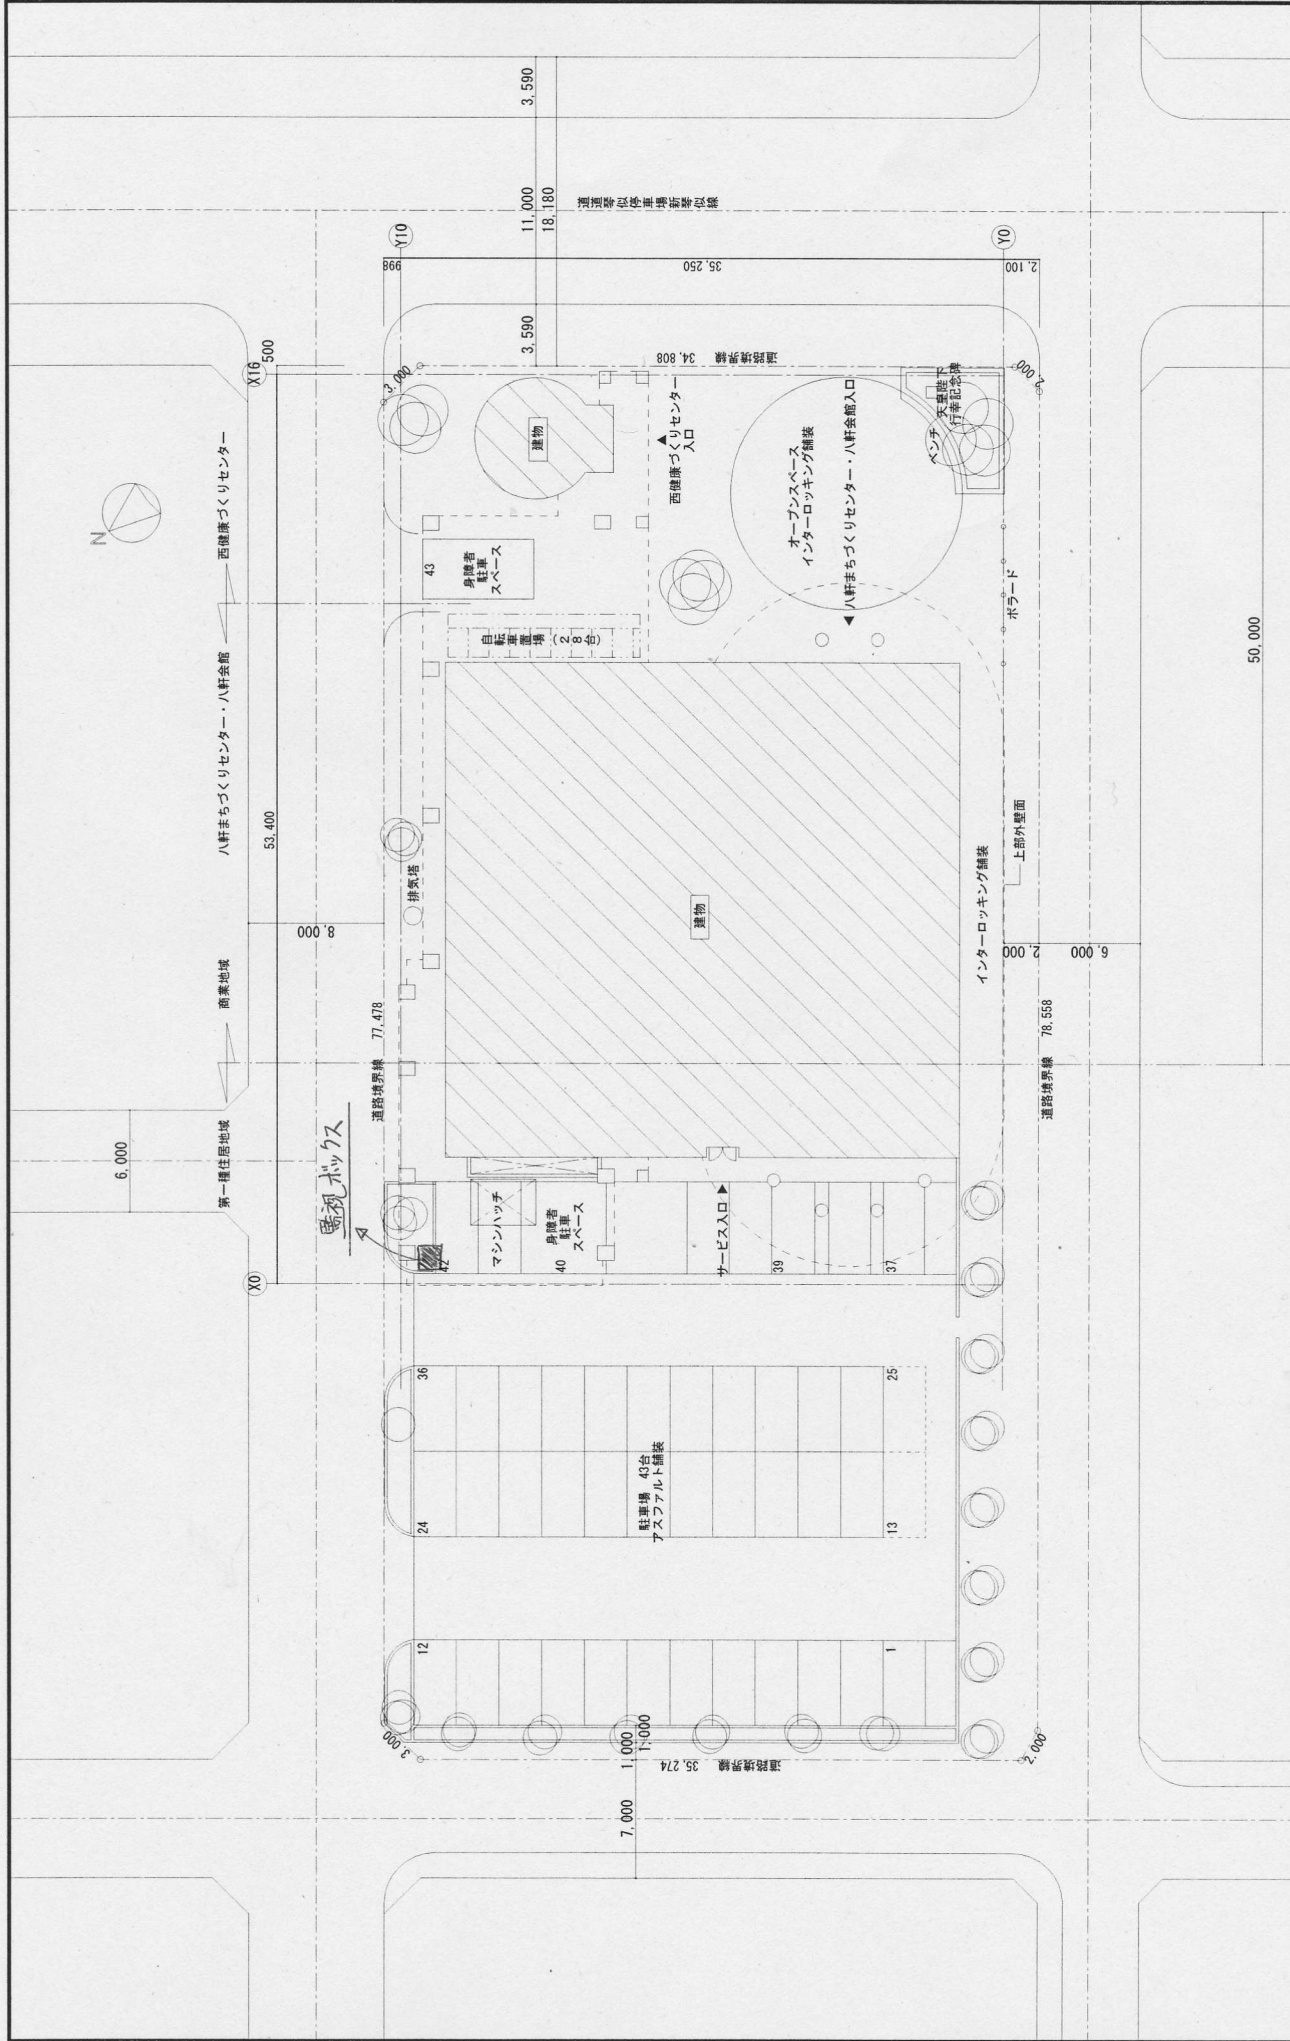 N
八軒まちづくりセンター・八軒会館
西健康づくりセンター
第一種住居地域
商業地域
6,000
53,400
500
X0
X16
8,000
監視ボックス
道路境界線 77,478
排気塔
998
Y10
3,000
3,000
43
身障者
駐車
スペース
自転車置場(28台)
建物
3,590
11,000
3,590
18,180
道道琴似停車場新琴似線
道路境界線 34,808
35,250
西健康づくりセンター
入口
オープンスペース
インターロッキング舗装
八軒まちづくりセンター・八軒会館入口
ベンチ
天皇陛下
行幸記念碑
2,000
Y0
2,100
ボラード
建物
マシンハッチ
身障者
駐車
スペース
サービス入口
42
40
39
37
36
25
24
13
12
1
駐車場 43台
アスファルト舗装
7,000
1,000
1,000
道路境界線 35,274
2,000
インターロッキング舗装
上部外壁面
道路境界線 78,558
2,000
6,000
50,000